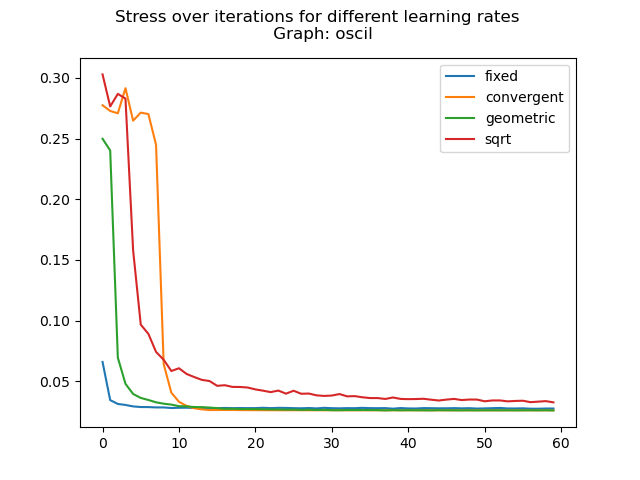 Stress over iterations for different learning rates
Graph: oscil
0.30
0.25
0.20
0.15
0.10
0.05
0
10
20
30
40
50
60
fixed
convergent
geometric
sqrt